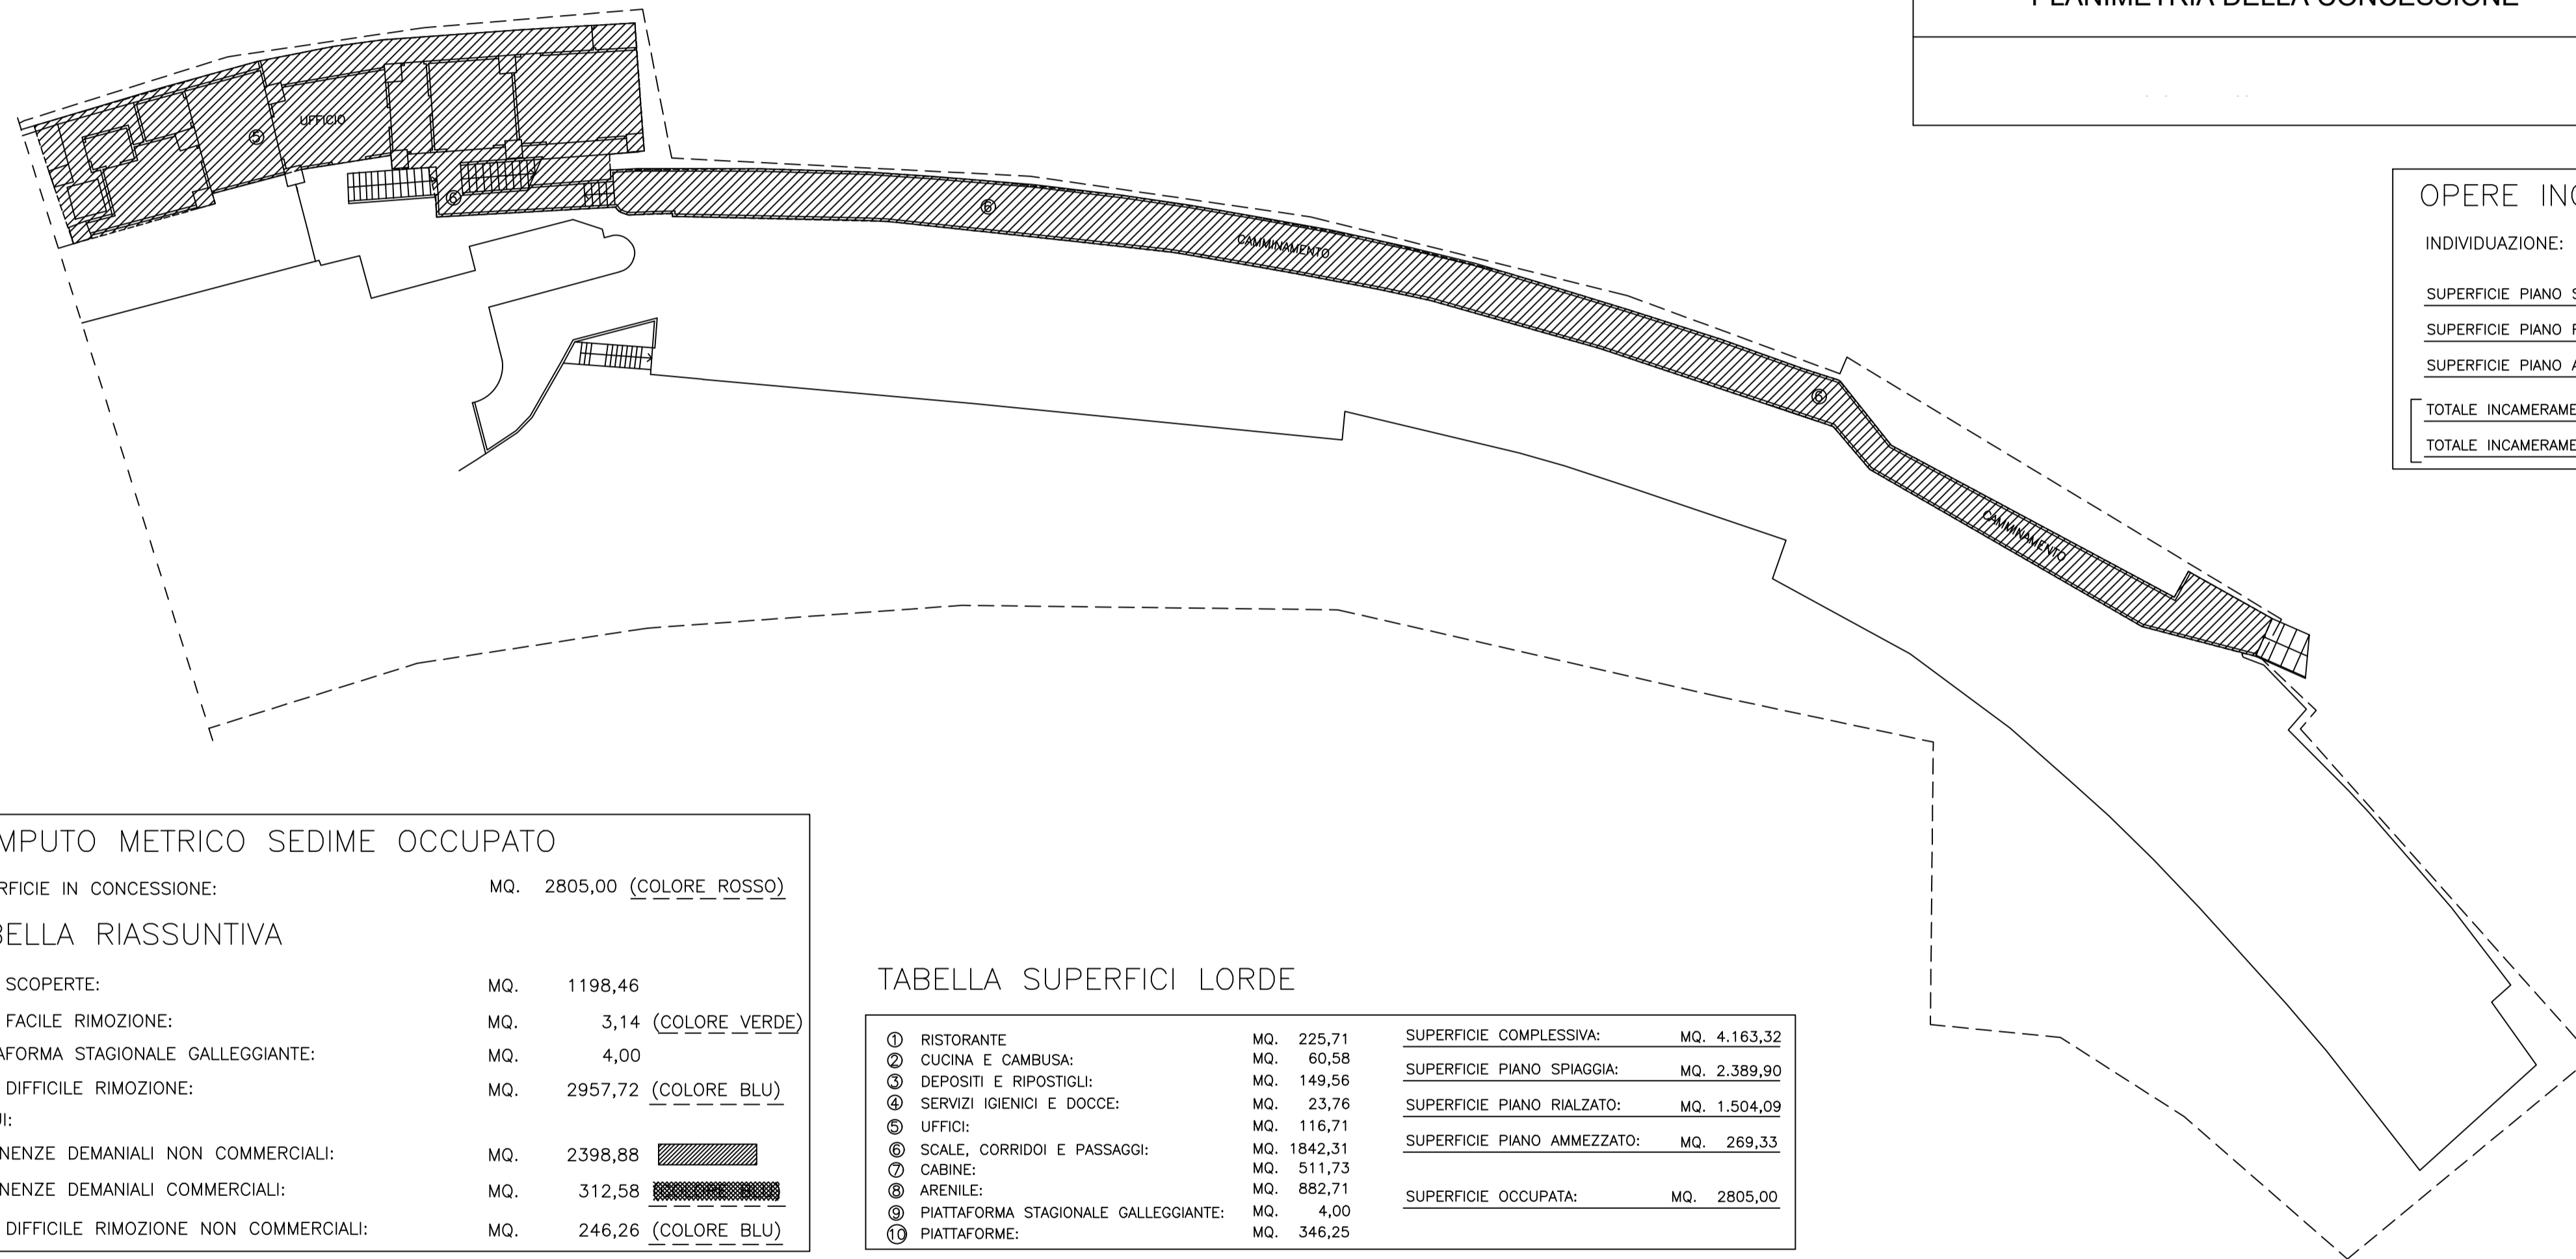 PLANIMETRIA DELLA CONCESSIONE
UFFICIO
5
6
6
CAMMINAMENTO
6
CAMMINAMENTO
OPERE INC
INDIVIDUAZIONE:
SUPERFICIE PIANO S
SUPERFICIE PIANO
SUPERFICIE PIANO A
TOTALE INCAMERAME
TOTALE INCAMERAME
MPUTO METRICO SEDIME OCCUPATO
RFICIE IN CONCESSIONE: MQ. 2805,00 (COLORE ROSSO)
BELLA RIASSUNTIVA
SCOPERTE: MQ. 1198,46
FACILE RIMOZIONE: MQ. 3,14 (COLORE VERDE)
AFORMA STAGIONALE GALLEGGIANTE: MQ. 4,00
DIFFICILE RIMOZIONE: MQ. 2957,72 (COLORE BLU)
UI:
NENZE DEMANIALI NON COMMERCIALI: MQ. 2398,88
NENZE DEMANIALI COMMERCIALI: MQ. 312,58
DIFFICILE RIMOZIONE NON COMMERCIALI: MQ. 246,26 (COLORE BLU)
TABELLA SUPERFICI LORDE
1 RISTORANTE MQ. 225,71
2 CUCINA E CAMBUSA: MQ. 60,58
3 DEPOSITI E RIPOSTIGLI: MQ. 149,56
4 SERVIZI IGIENICI E DOCCE: MQ. 23,76
5 UFFICI: MQ. 116,71
6 SCALE, CORRIDOI E PASSAGGI: MQ. 1842,31
7 CABINE: MQ. 511,73
8 ARENILE: MQ. 882,71
9 PIATTAFORMA STAGIONALE GALLEGGIANTE: MQ. 4,00
10 PIATTAFORME: MQ. 346,25
SUPERFICIE COMPLESSIVA: MQ. 4.163,32
SUPERFICIE PIANO SPIAGGIA: MQ. 2.389,90
SUPERFICIE PIANO RIALZATO: MQ. 1.504,09
SUPERFICIE PIANO AMMEZZATO: MQ. 269,33
SUPERFICIE OCCUPATA: MQ. 2805,00